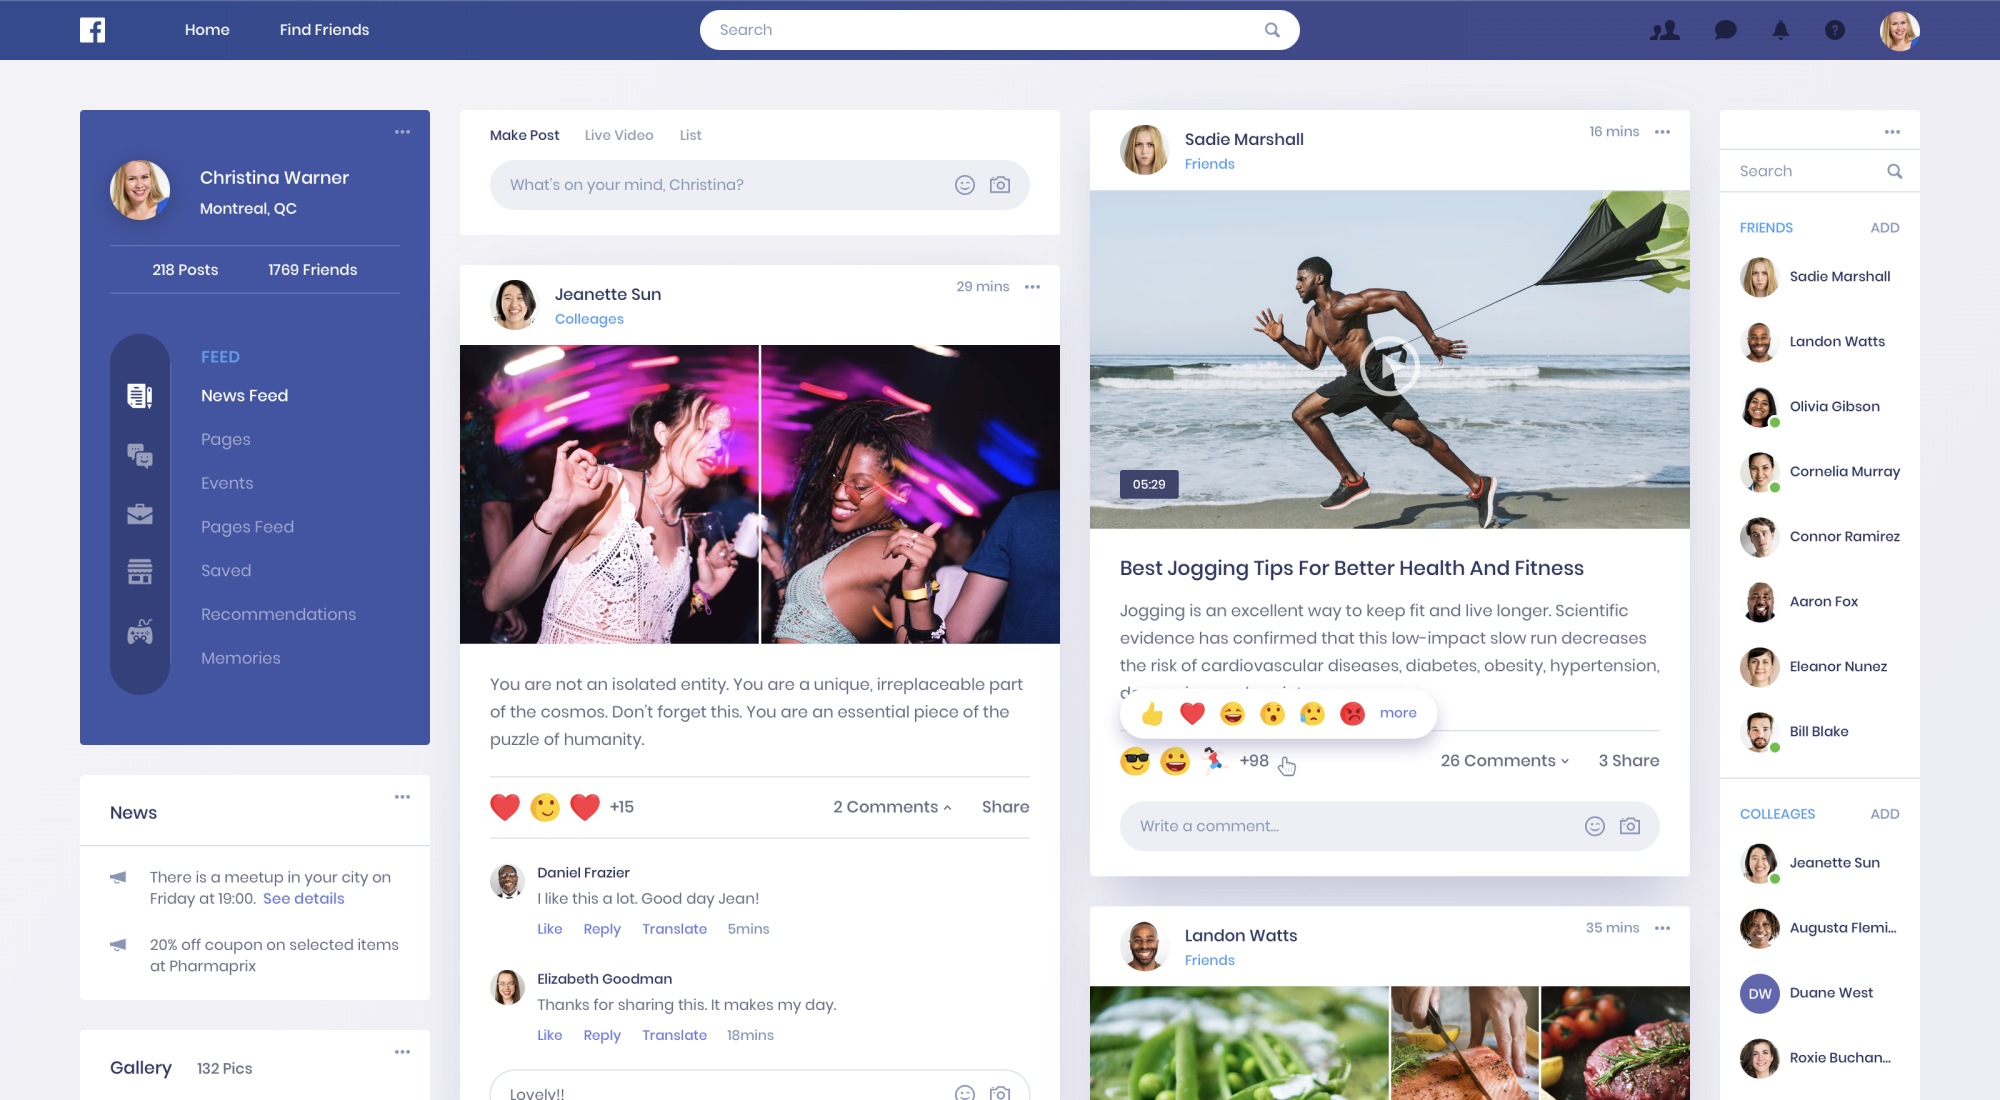 Home
Find Friends
Search
Christina Warner
Montreal, QC
218 Posts
1769 Friends
FEED
News Feed
Pages
Events
Pages Feed
Saved
Recommendations
Memories
News
There is a meetup in your city on
Friday at 19:00. See details
20% off coupon on selected items
at Pharmaprix
Gallery
132 Pics
Make Post
Live Video
List
What's on your mind, Christina?
Jeanette Sun
Colleages
29 mins
You are not an isolated entity. You are a unique, irreplaceable part
of the cosmos. Don't forget this. You are an essential piece of the
puzzle of humanity.
+15
2 Comments
Share
Daniel Frazier
I like this a lot. Good day Jean!
Like
Reply
Translate
5mins
Elizabeth Goodman
Thanks for sharing this. It makes my day.
Like
Reply
Translate
18mins
Lovely!!
Sadie Marshall
Friends
16 mins
05:29
Best Jogging Tips For Better Health And Fitness
Jogging is an excellent way to keep fit and live longer. Scientific
evidence has confirmed that this low-impact slow run decreases
the risk of cardiovascular diseases, diabetes, obesity, hypertension,
more
+98
26 Comments
3 Share
Write a comment...
Landon Watts
Friends
35 mins
Search
FRIENDS
ADD
Sadie Marshall
Landon Watts
Olivia Gibson
Cornelia Murray
Connor Ramirez
Aaron Fox
Eleanor Nunez
Bill Blake
COLLEAGES
ADD
Jeanette Sun
Augusta Flemi...
DW
Duane West
Roxie Buchan...